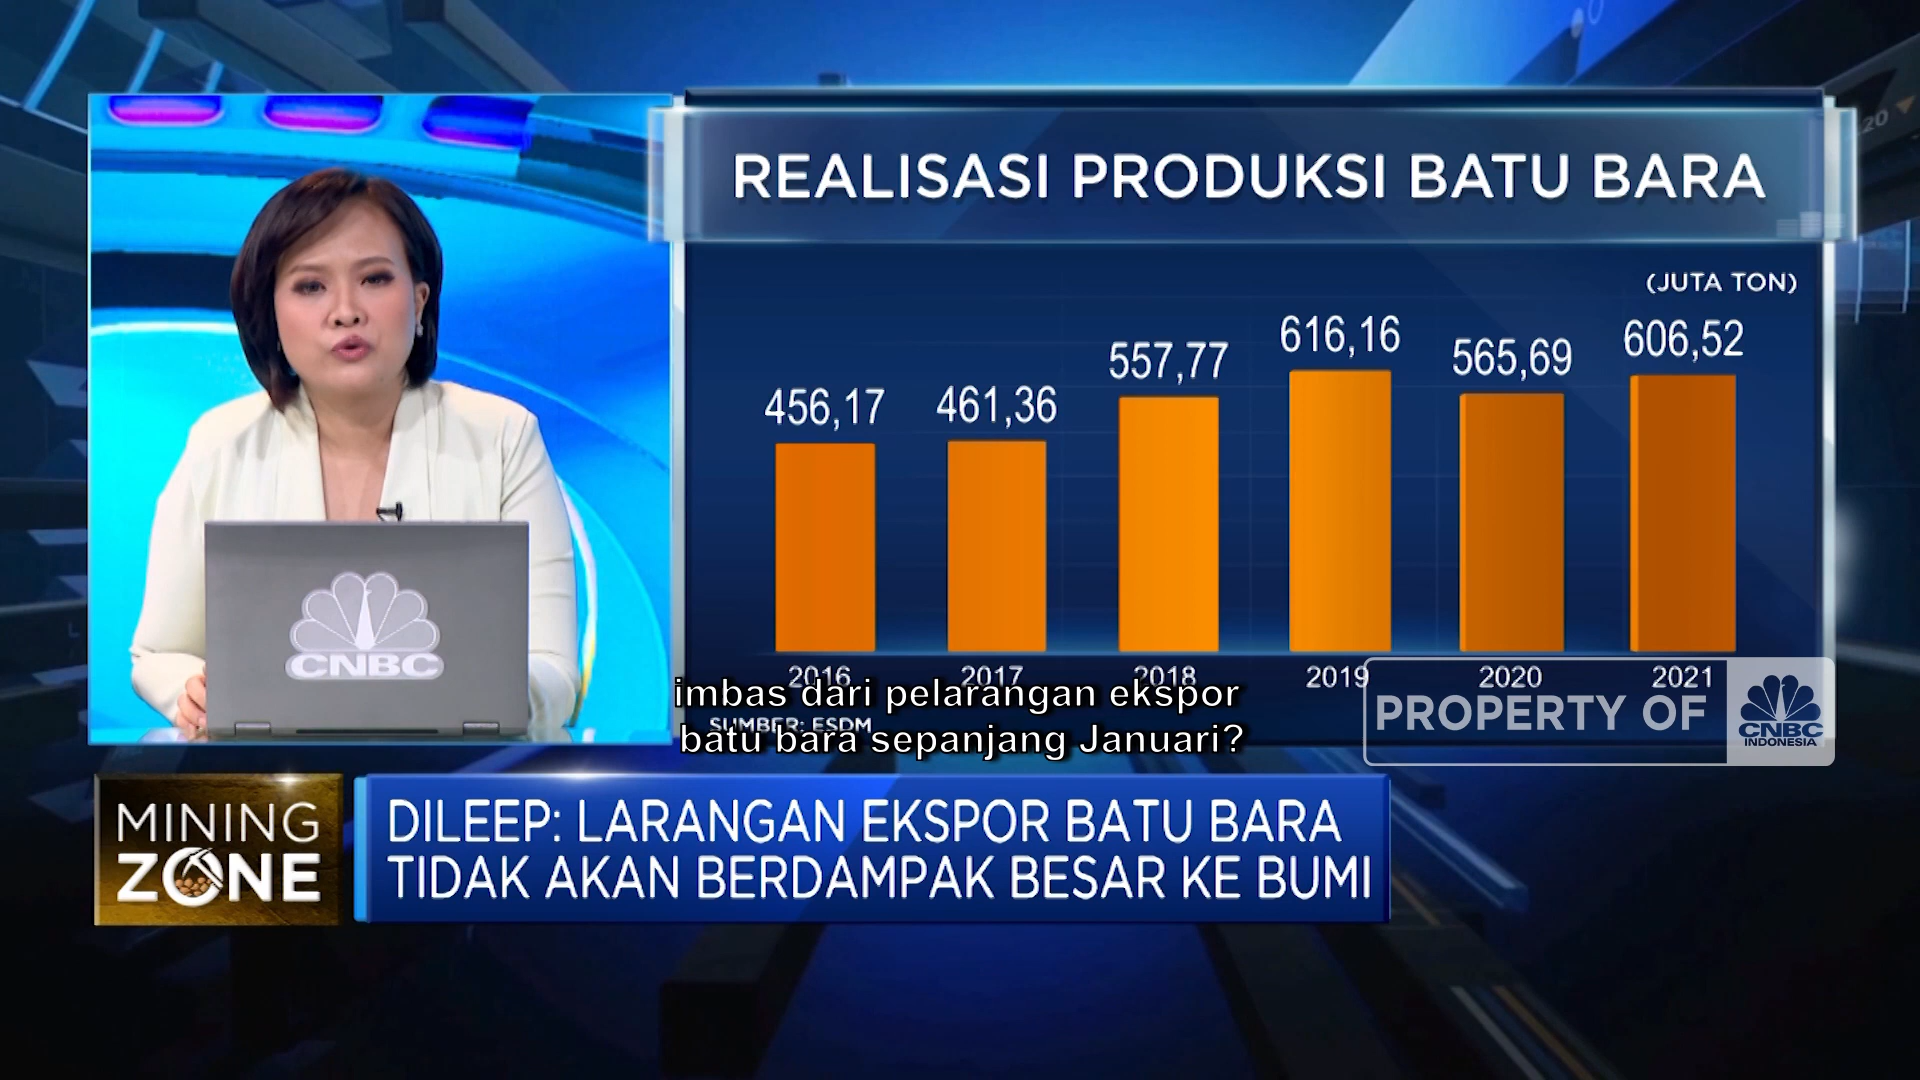 REALISASI PRODUKSI BATU BARA
(JUTA TON)
456,17
461,36
557,77
616,16
565,69
606,52
2016
2017
2018
2019
2020
2021
SUMBER: ESDM
imbas dari pelarangan ekspor
batu bara sepanjang Januari?
PROPERTY OF
CNBC
INDONESIA
CNBC
MINING
ZONE
DILEEP: LARANGAN EKSPOR BATU BARA
TIDAK AKAN BERDAMPAK BESAR KE BUMI